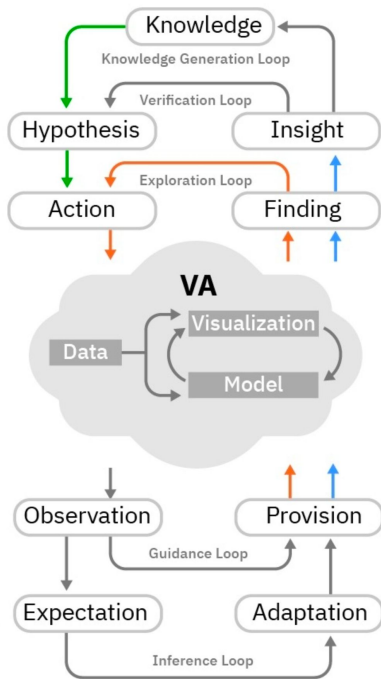 Knowledge
Knowledge Generation Loop
Verification Loop
Hypothesis
Insight
Exploration Loop
Action
Finding
VA
Visualization
Data
Model
Observation
Provision
Guidance Loop
Expectation
Adaptation
Inference Loop